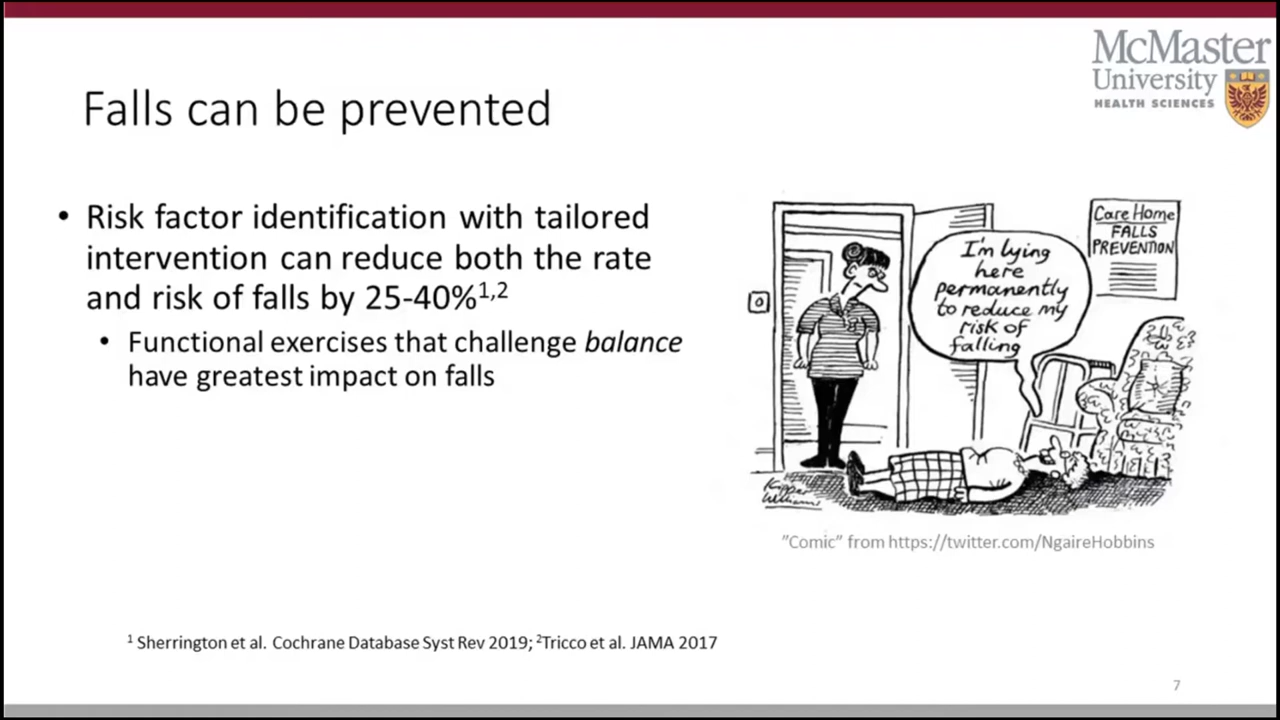 McMaster
University
HEALTH SCIENCES
Falls can be prevented
• Risk factor identification with tailored
intervention can reduce both the rate
and risk of falls by 25-40%1,2
• Functional exercises that challenge balance
have greatest impact on falls
Care Home
FALLS
PREVENTION
I'm lying
here
permanently
to reduce my
risk of
falling
Kipper
Williams
"Comic" from https://twitter.com/NgaireHobbins
1 Sherrington et al. Cochrane Database Syst Rev 2019; 2Tricco et al. JAMA 2017
7